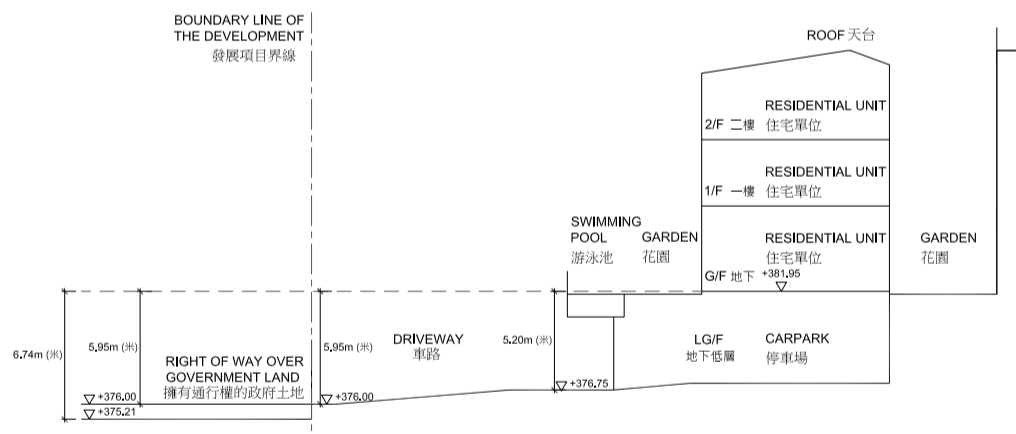 BOUNDARY LINE OF
THE DEVELOPMENT
發展項目界線
ROOF 天台
RESIDENTIAL UNIT
2/F 二樓 住宅單位
RESIDENTIAL UNIT
1/F 一樓 住宅單位
SWIMMING
POOL
游泳池
GARDEN
花園
RESIDENTIAL UNIT
住宅單位
G/F 地下 +381.95
GARDEN
花園
6.74m (米)
5.95m (米)
RIGHT OF WAY OVER
GOVERNMENT LAND
擁有通行權的政府土地
5.95m (米)
DRIVEWAY
車路
5.20m (米)
LG/F
地下低層
CARPARK
停車場
+376.00
+375.21
+376.00
+376.75